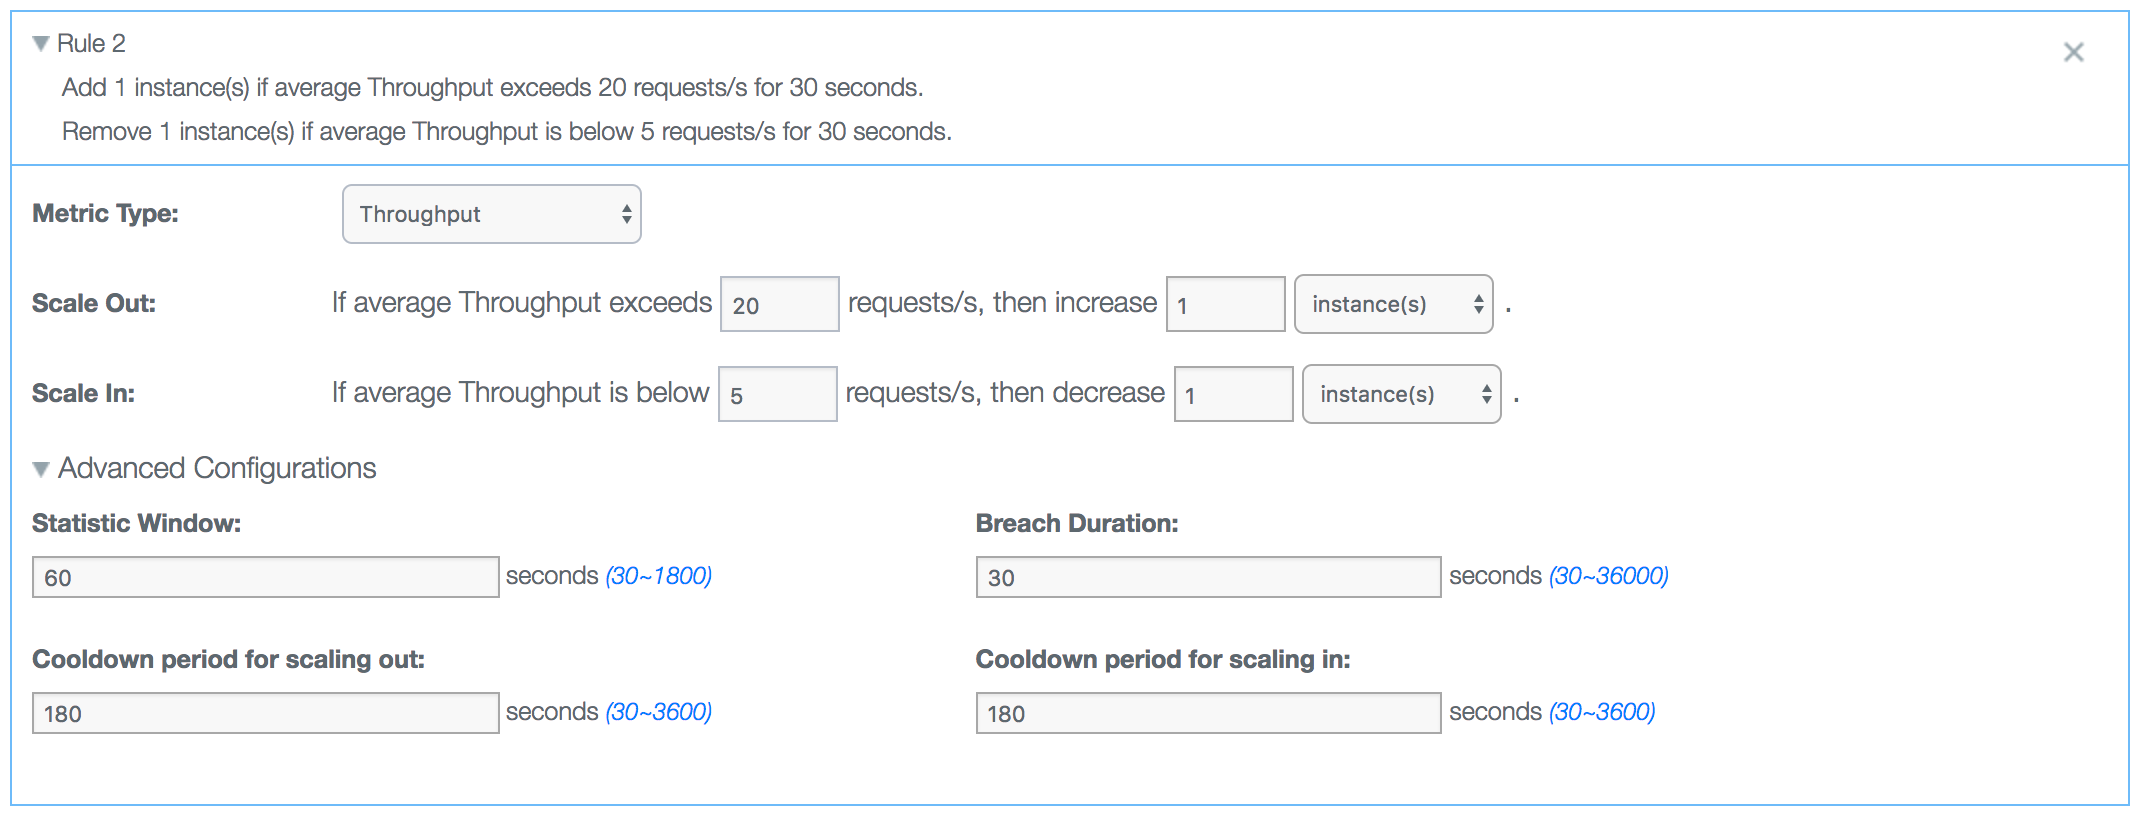 Rule 2
Add 1 instance(s) if average Throughput exceeds 20 requests/s for 30 seconds.
Remove 1 instance(s) if average Throughput is below 5 requests/s for 30 seconds.
Metric Type: Throughput
Scale Out: If average Throughput exceeds 20 requests/s, then increase 1 instance(s) .
Scale In: If average Throughput is below 5 requests/s, then decrease 1 instance(s) .
Advanced Configurations
Statistic Window: Breach Duration:
60 seconds (30~1800) 30 seconds (30~36000)
Cooldown period for scaling out: Cooldown period for scaling in:
180 seconds (30~3600) 180 seconds (30~3600)